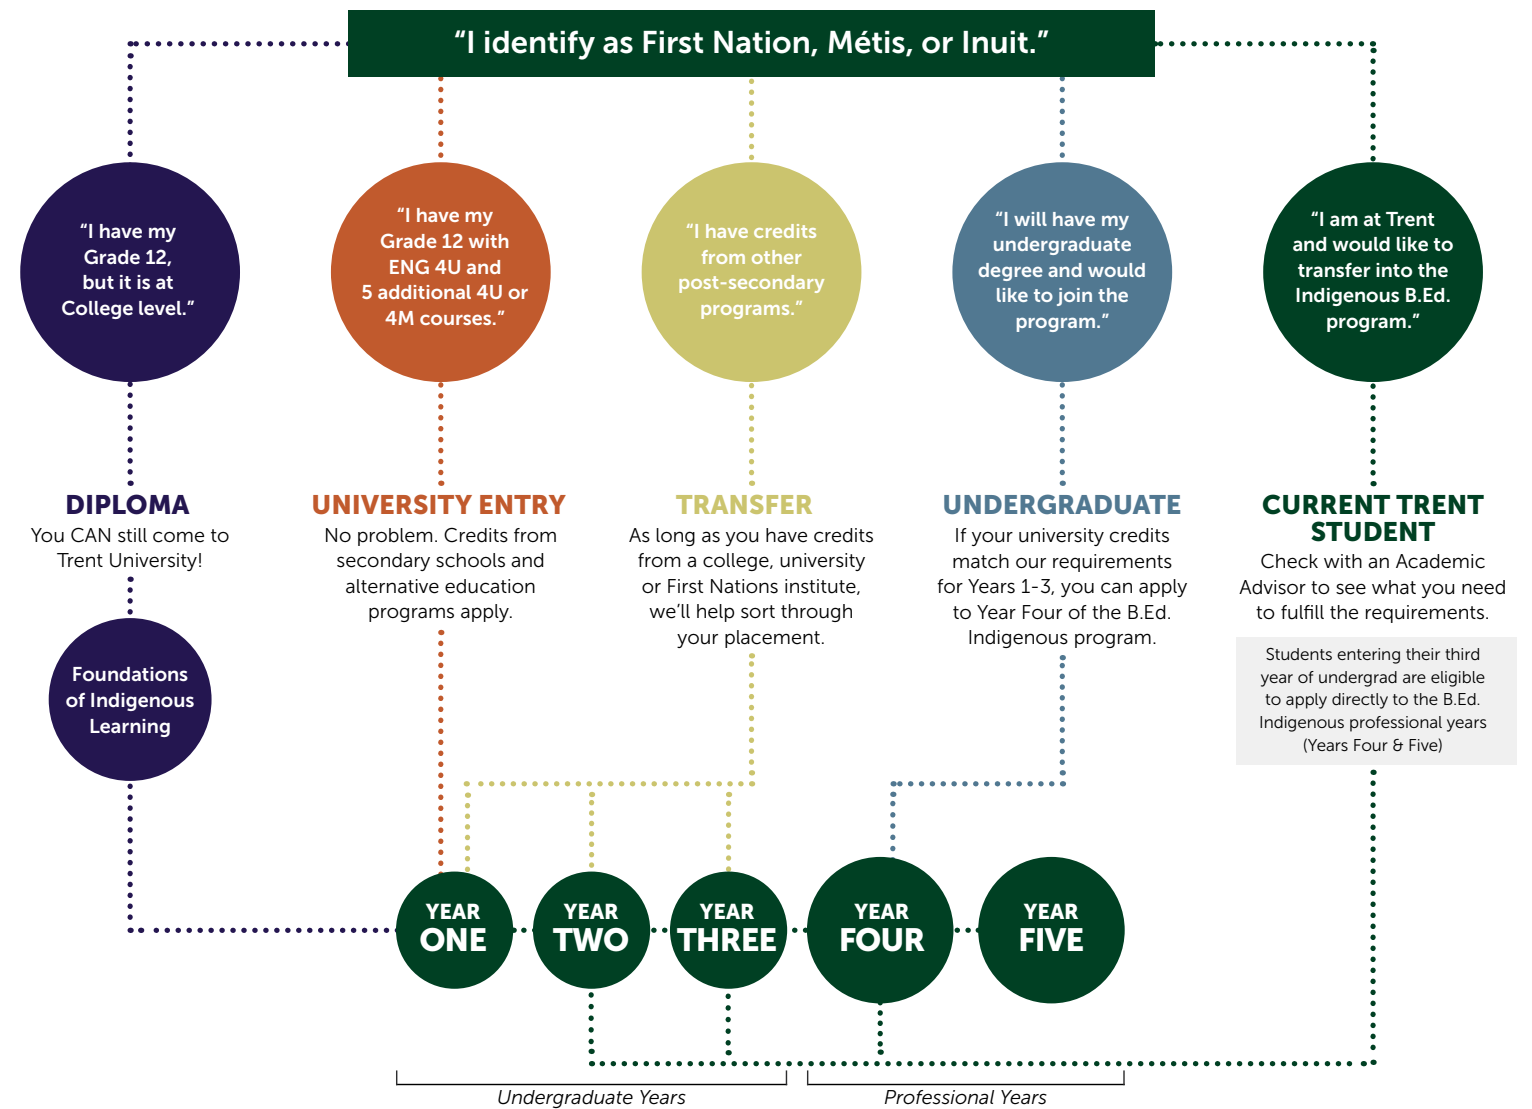 “I identify as First Nation, Métis, or Inuit.”
“I have my
Grade 12,
but it is at
College level.”
“I have my
Grade 12 with
ENG 4U and
5 additional 4U or
4M courses.”
“I have credits
from other
post-secondary
programs.”
“I will have my
undergraduate
degree and would
like to join the
program.”
“I am at Trent
and would like to
transfer into the
Indigenous B.Ed.
program.”
DIPLOMA
You CAN still come to
Trent University!
Foundations
of Indigenous
Learning
UNIVERSITY ENTRY
No problem. Credits from
secondary schools and
alternative education
programs apply.
TRANSFER
As long as you have credits
from a college, university
or First Nations institute,
we’ll help sort through
your placement.
UNDERGRADUATE
If your university credits
match our requirements
for Years 1-3, you can apply
to Year Four of the B.Ed.
Indigenous program.
CURRENT TRENT
STUDENT
Check with an Academic
Advisor to see what you need
to fulfill the requirements.
Students entering their third
year of undergrad are eligible
to apply directly to the B.Ed.
Indigenous professional years
(Years Four & Five)
YEAR
ONE
YEAR
TWO
YEAR
THREE
YEAR
FOUR
YEAR
FIVE
Undergraduate Years
Professional Years